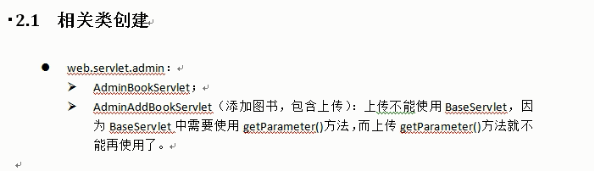 2.1 相关类创建
● web.servlet.admin：
➤ AdminBookServlet；
➤ AdminAddBookServlet（添加图书，包含上传）：上传不能使用 BaseServlet，因
为 BaseServlet 中需要使用 getParameter()方法，而上传 getParameter()方法就不
能再使用了。